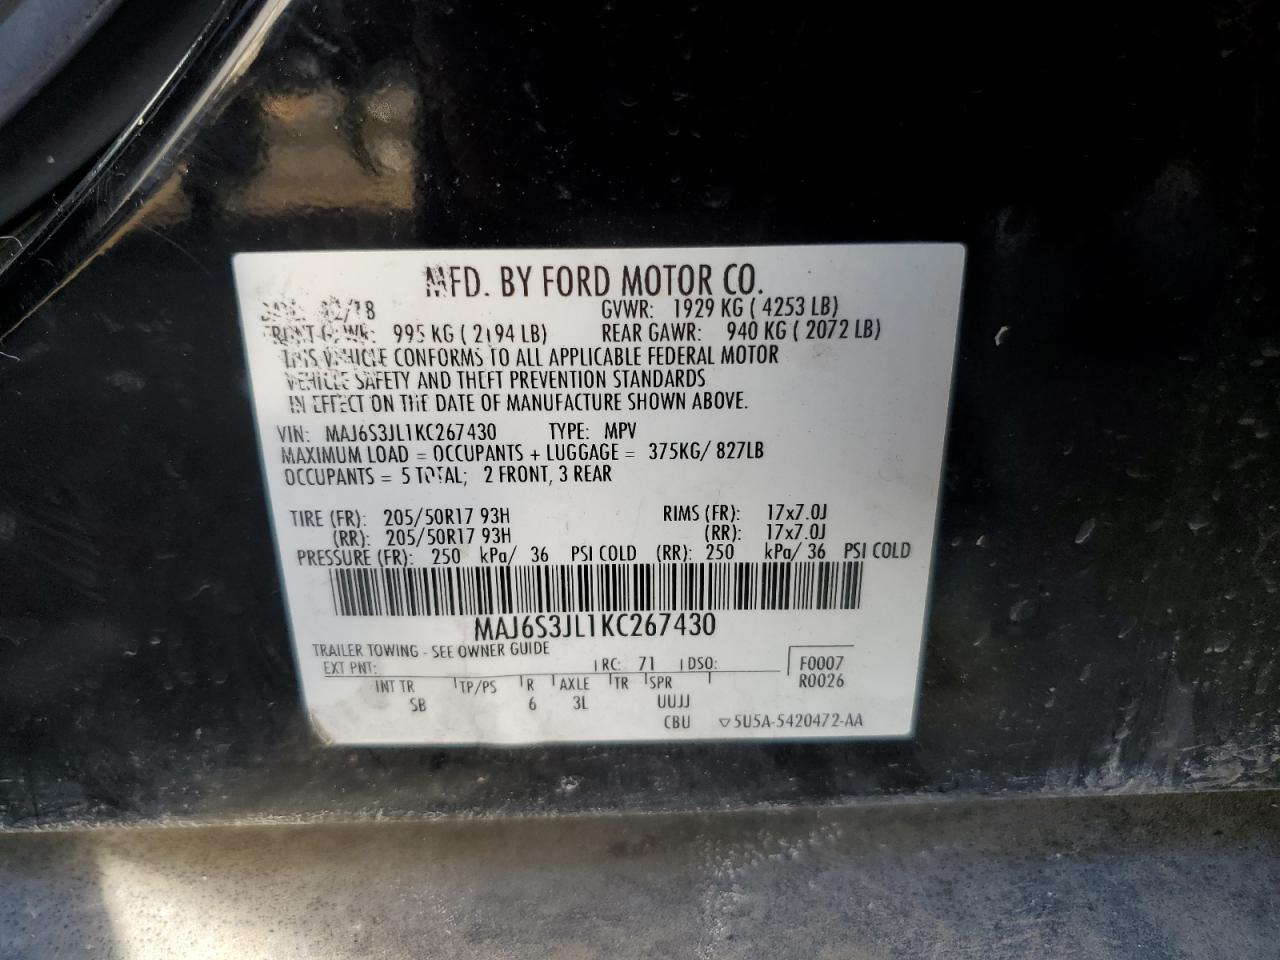 MFD. BY FORD MOTOR CO.
GVWR: 1929 KG ( 4253 LB)
995 KG ( 2194 LB) REAR GAWR: 940 KG ( 2072 LB)
THIS VEHICLE CONFORMS TO ALL APPLICABLE FEDERAL MOTOR
VEHICLE SAFETY AND THEFT PREVENTION STANDARDS
IN EFFECT ON THE DATE OF MANUFACTURE SHOWN ABOVE.
VIN: MAJ6S3JL1KC267430 TYPE: MPV
MAXIMUM LOAD = OCCUPANTS + LUGGAGE = 375KG/ 827LB
OCCUPANTS = 5 TOTAL; 2 FRONT, 3 REAR
TIRE (FR): 205/50R17 93H RIMS (FR): 17x7.0J
(RR): 205/50R17 93H (RR): 17x7.0J
PRESSURE (FR): 250 kPa/ 36 PSI COLD (RR): 250 kPa/ 36 PSI COLD
MAJ6S3JL1KC267430
TRAILER TOWING - SEE OWNER GUIDE
EXT PNT: RC: 71 DSO: F0007
INT TR TP/PS R AXLE TR SPR R0026
SB 6 3L UUJJ
CBU ▽5U5A-5420472-AA